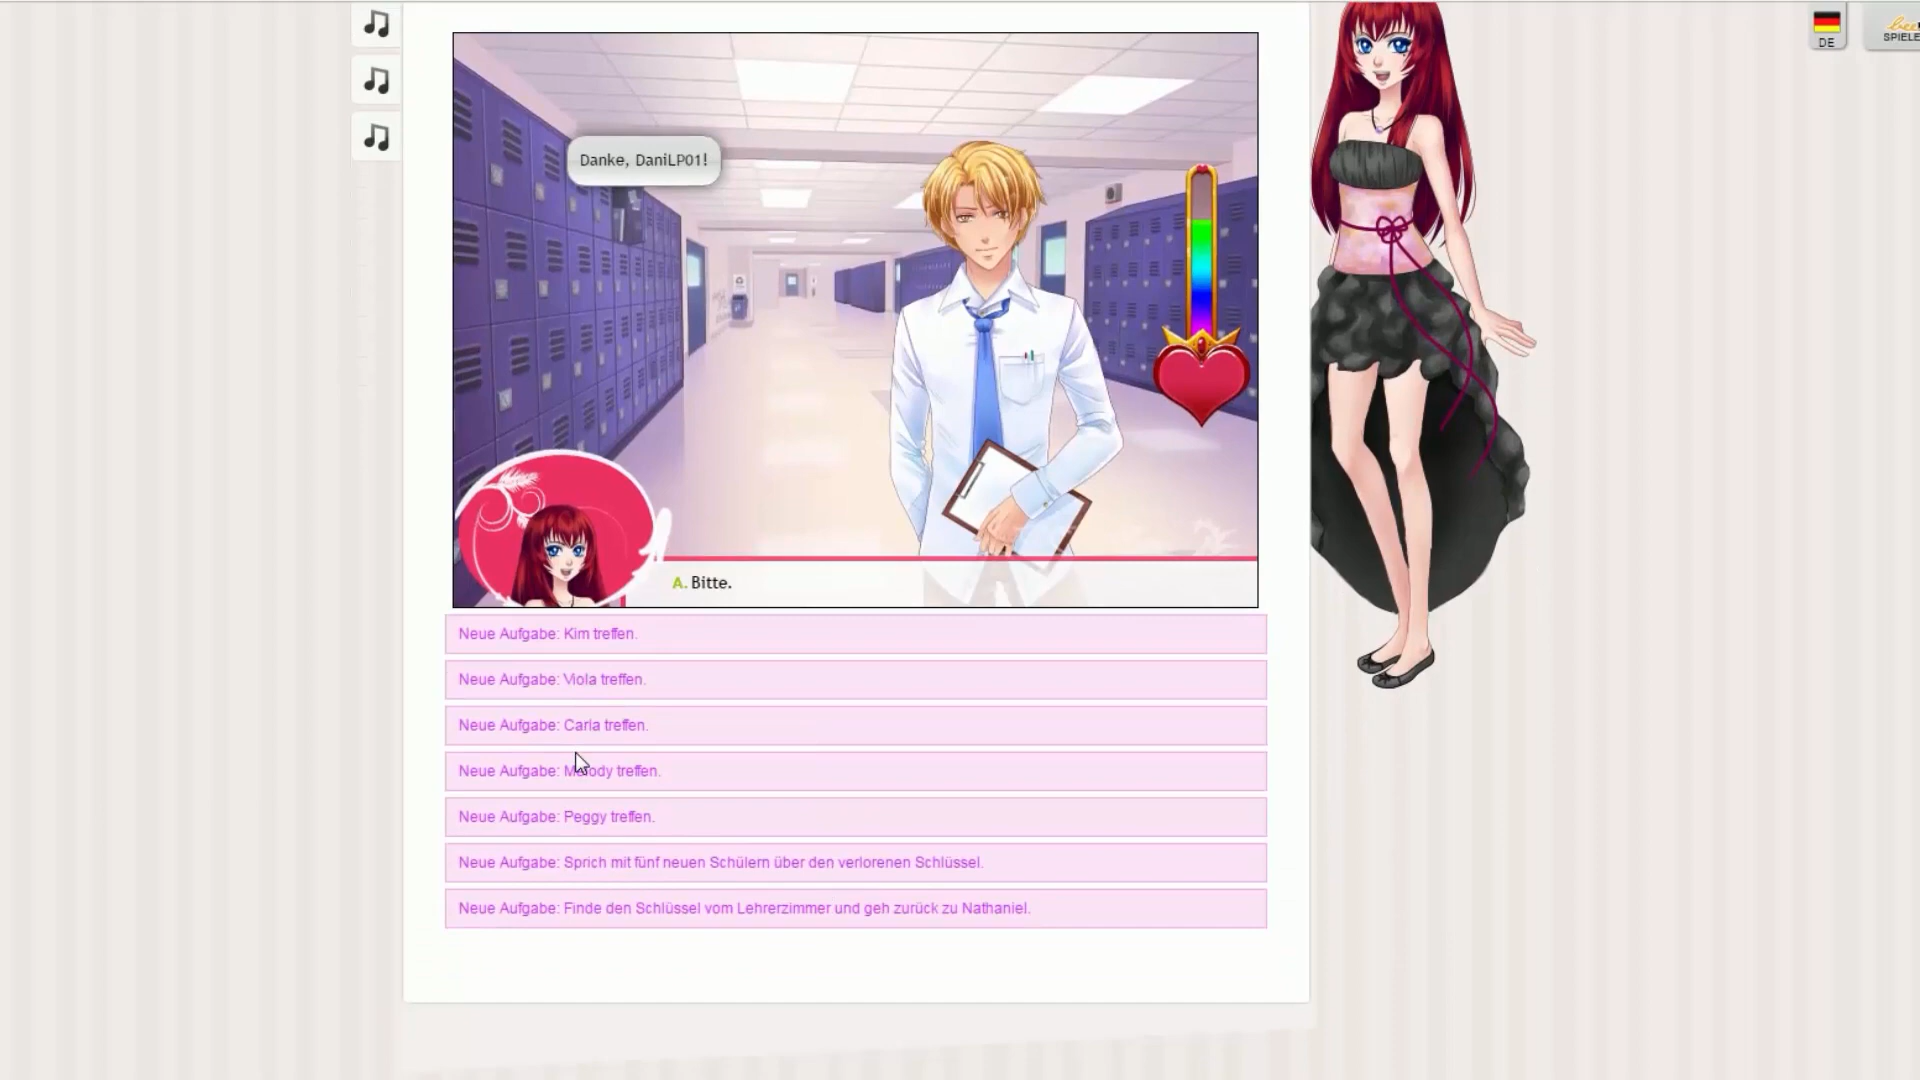 DE
SPIELE
Danke, DaniLP01!
A. Bitte.
Neue Aufgabe: Kim treffen.
Neue Aufgabe: Viola treffen.
Neue Aufgabe: Carla treffen.
Neue Aufgabe: Melody treffen.
Neue Aufgabe: Peggy treffen.
Neue Aufgabe: Sprich mit fünf neuen Schülern über den verlorenen Schlüssel.
Neue Aufgabe: Finde den Schlüssel vom Lehrerzimmer und geh zurück zu Nathaniel.